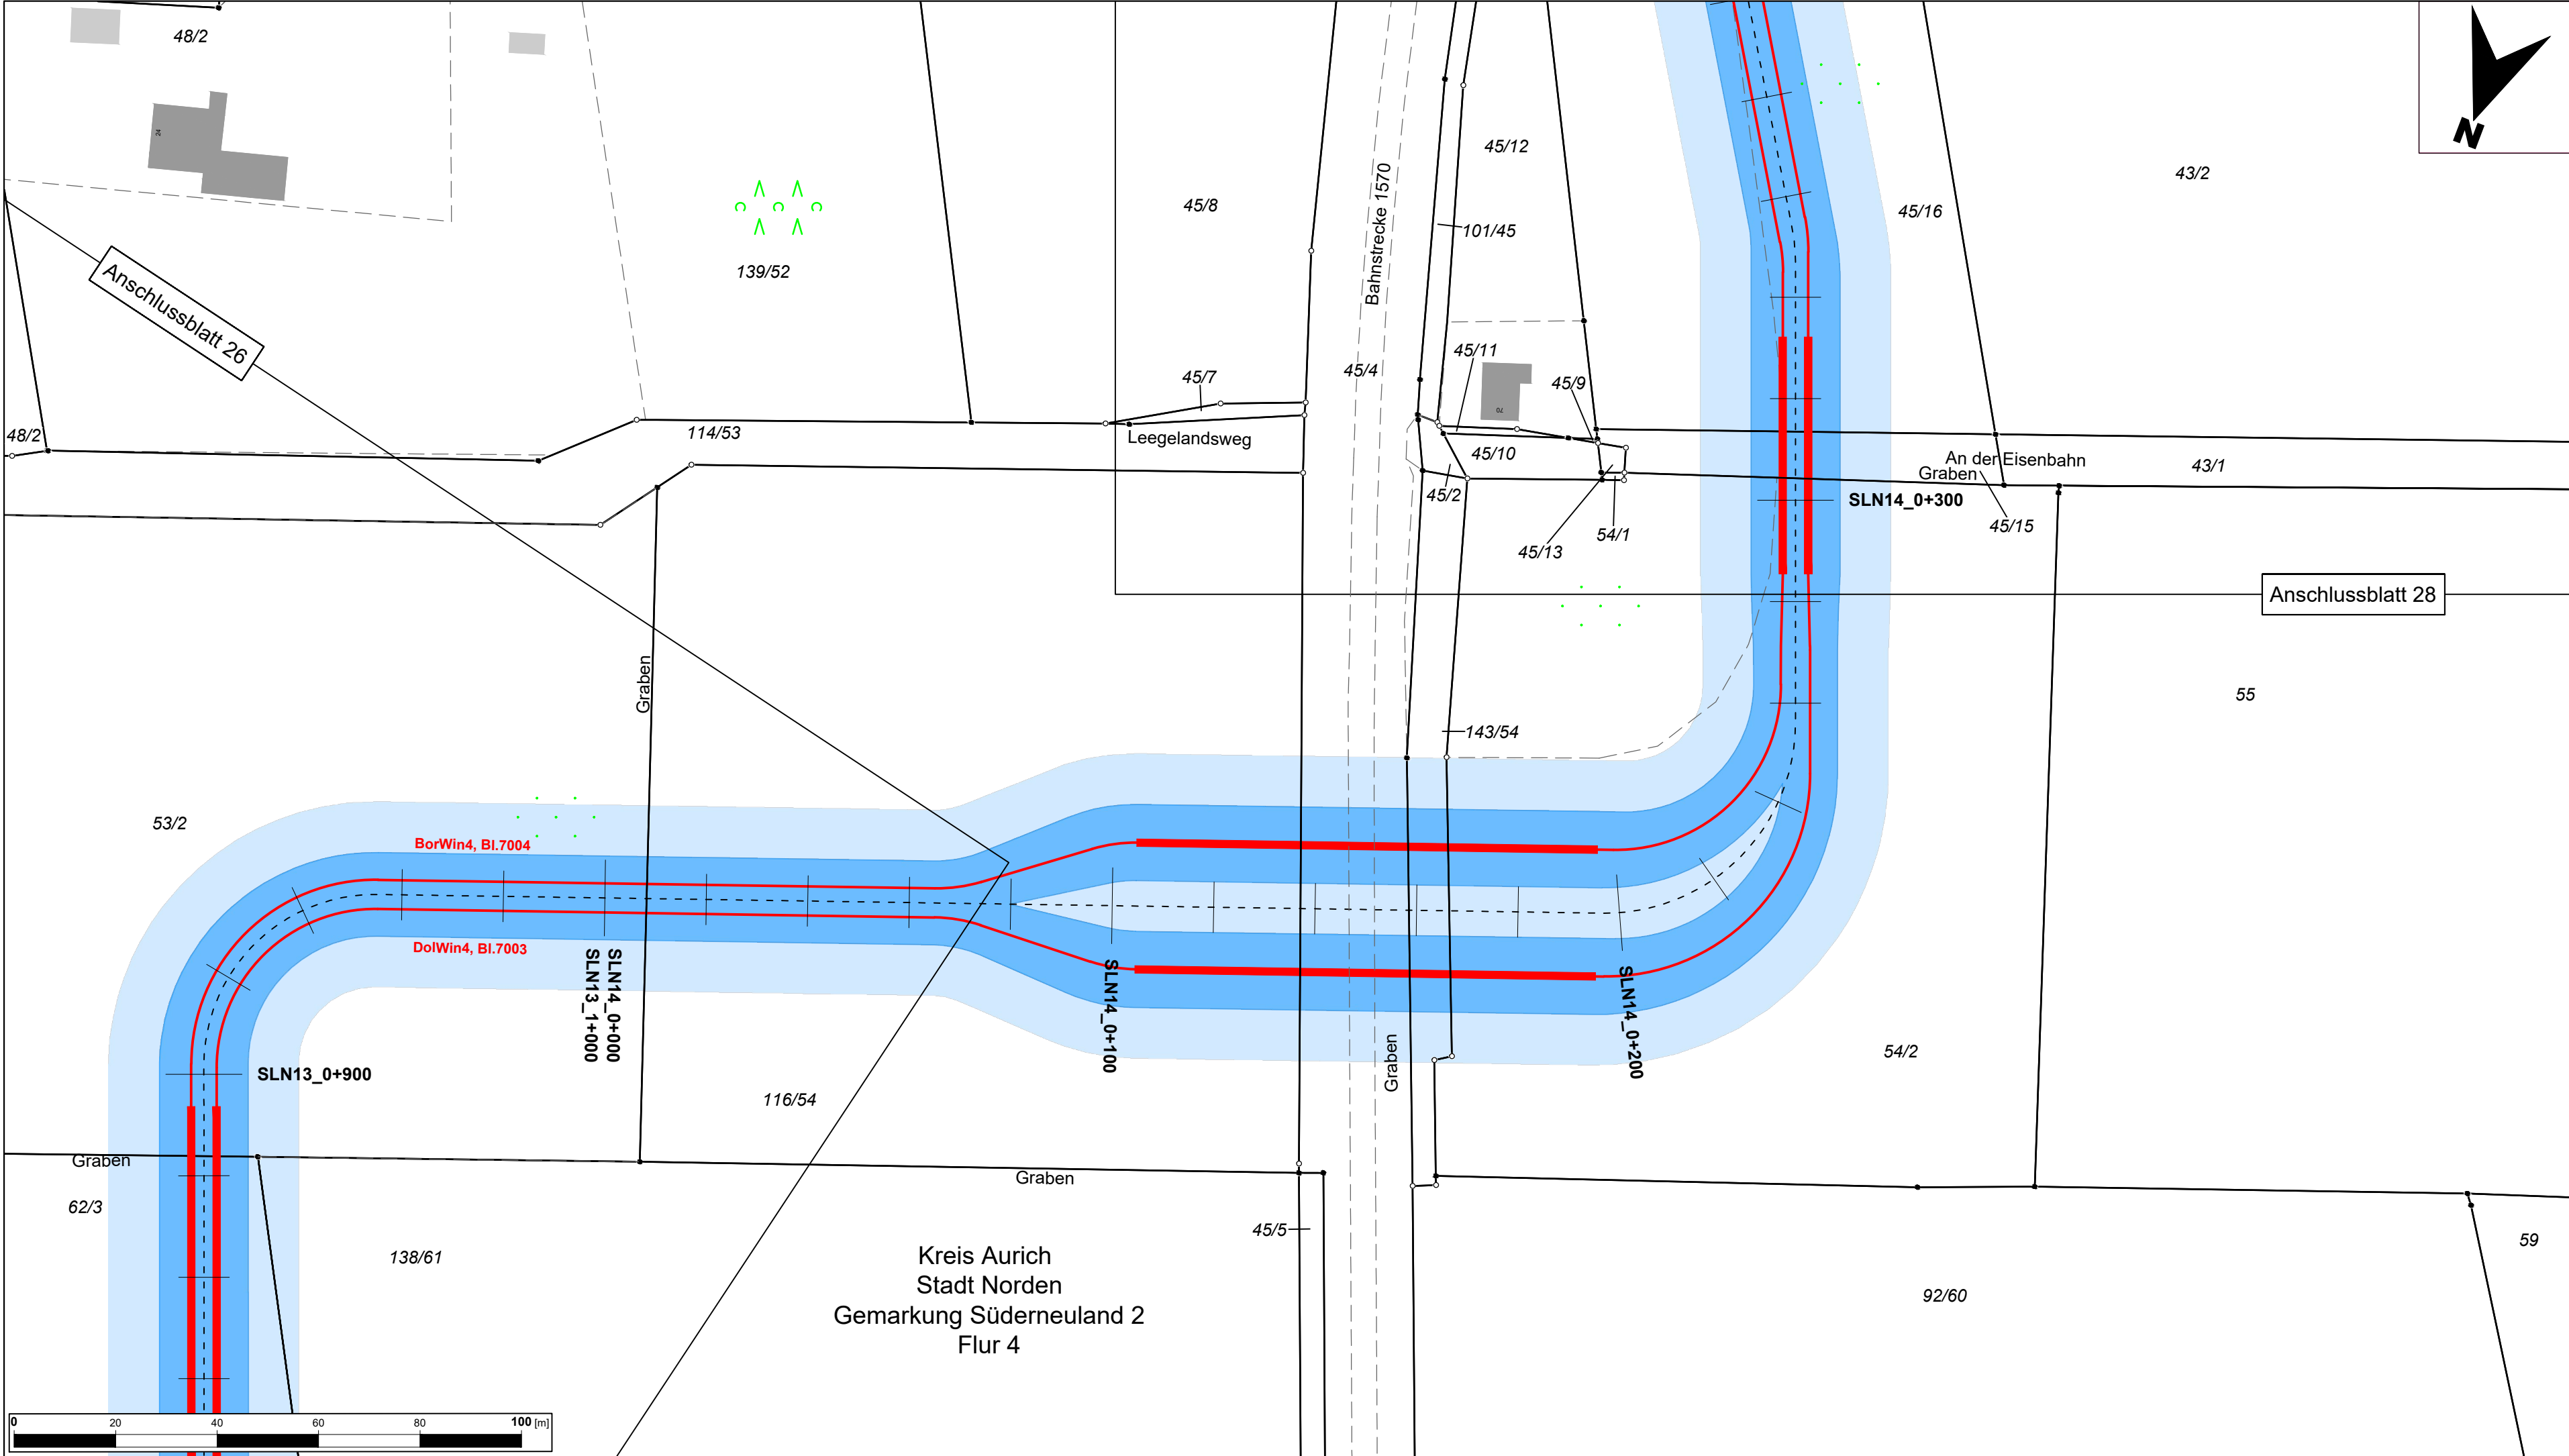 48/2
24
N
43/2
45/12
45/8
45/16
Bahnstrecke 1570
101/45
139/52
Anschlussblatt 26
45/11
45/4
45/7
45/9
70
48/2
114/53
Leegelandsweg
45/10
An der Eisenbahn
43/1
Graben
45/2
SLN14_0+300
45/15
54/1
45/13
Anschlussblatt 28
Graben
55
143/54
53/2
BorWin4, Bl.7004
DolWin4, Bl.7003
SLN14_0+000
SLN13_1+000
SLN14_0+100
SLN14_0+200
Graben
54/2
SLN13_0+900
116/54
Graben
Graben
62/3
45/5
138/61
59
Kreis Aurich
Stadt Norden
Gemarkung Süderneuland 2
Flur 4
92/60
0 20 40 60 80 100 [m]